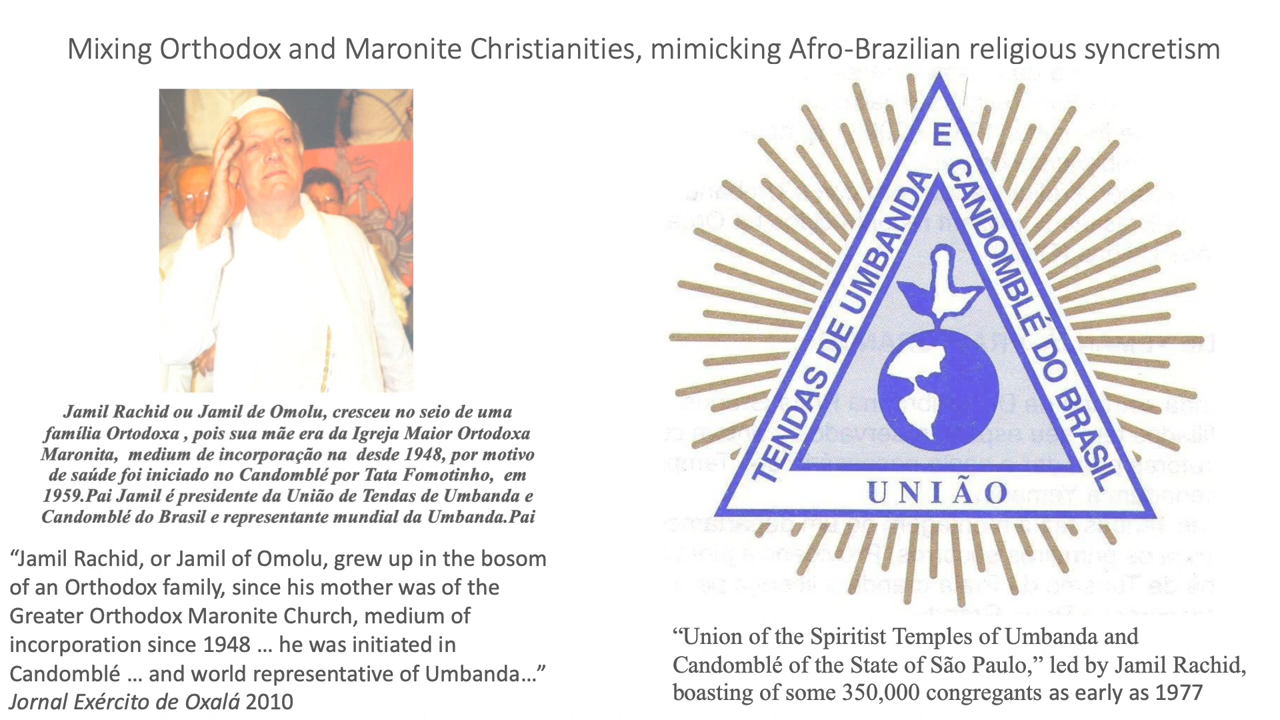 Mixing Orthodox and Maronite Christianities, mimicking Afro-Brazilian religious syncretism
Jamil Rachid ou Jamil de Omolu, cresceu no seio de uma
família Ortodoxa , pois sua mãe era da Igreja Maior Ortodoxa
Maronita, medium de incorporação na desde 1948, por motivo
de saúde foi iniciado no Candomblé por Tata Fomotinho, em
1959.Pai Jamil é presidente da União de Tendas de Umbanda e
Candomblé do Brasil e representante mundial da Umbanda.Pai
“Jamil Rachid, or Jamil of Omolu, grew up in the bosom
of an Orthodox family, since his mother was of the
Greater Orthodox Maronite Church, medium of
incorporation since 1948 … he was initiated in
Candomblé … and world representative of Umbanda…”
Jornal Exército de Oxalá 2010
TENDAS DE UMBANDA
E
CANDOMBLÉ DO BRASIL
UNIÃO
“Union of the Spiritist Temples of Umbanda and
Candomblé of the State of São Paulo,” led by Jamil Rachid,
boasting of some 350,000 congregants as early as 1977